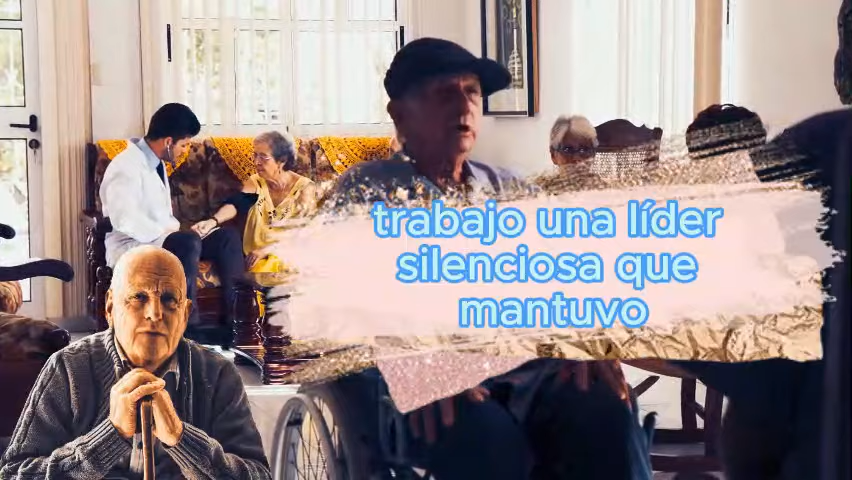 trabajo una líder
silenciosa que
mantuvo